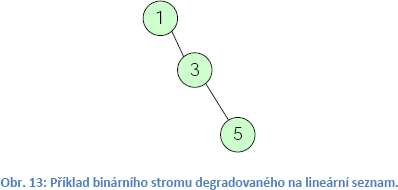 1
3
5
Obr. 13: Příklad binárního stromu degradovaného na lineární seznam.